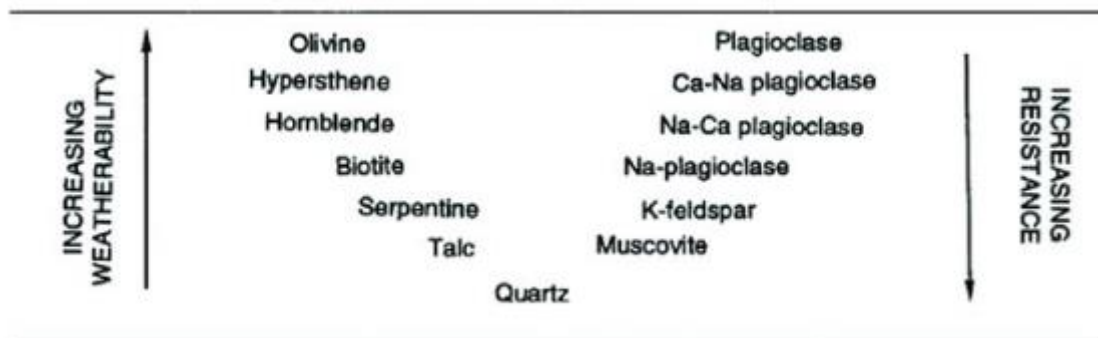 INCREASING
WEATHERABILITY
Olivine
Plagioclase
Hypersthene
Ca-Na plagioclase
Hornblende
Na-Ca plagioclase
Biotite
Na-plagioclase
Serpentine
K-feldspar
Talc
Muscovite
Quartz
INCREASING
RESISTANCE